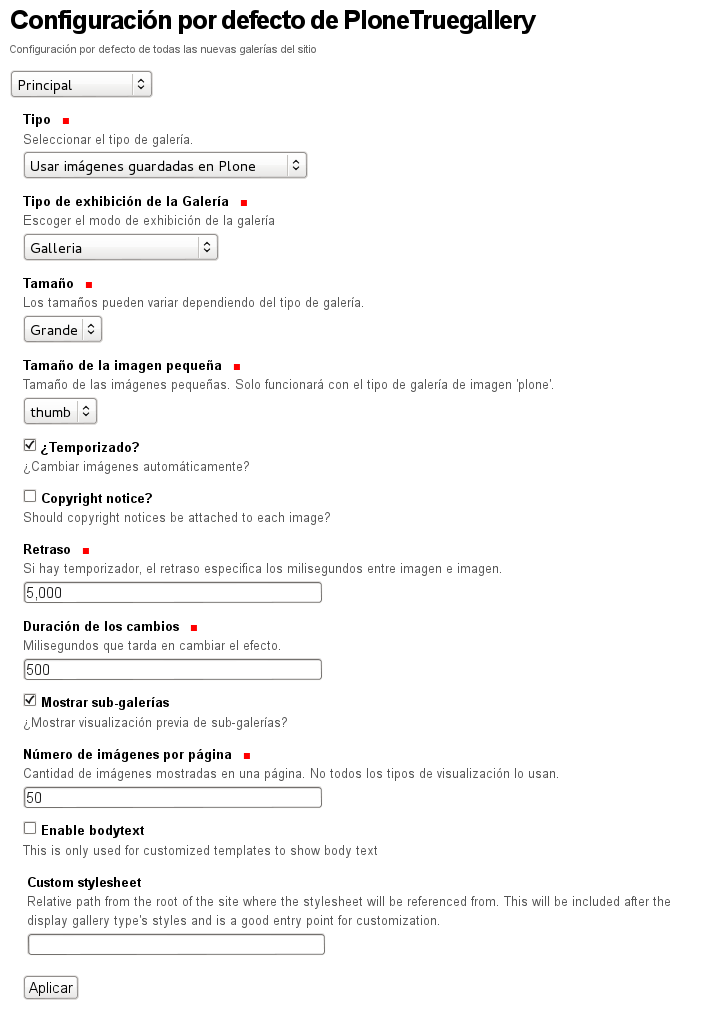 Configuración por defecto de PloneTruegallery
Configuración por defecto de todas las nuevas galerías del sitio
Principal
Tipo
Seleccionar el tipo de galería.
Usar imágenes guardadas en Plone
Tipo de exhibición de la Galería
Escoger el modo de exhibición de la galería
Galleria
Tamaño
Los tamaños pueden variar dependiendo del tipo de galería.
Grande
Tamaño de la imagen pequeña
Tamaño de las imágenes pequeñas. Solo funcionará con el tipo de galería de imagen 'plone'.
thumb
¿Temporizado?
¿Cambiar imágenes automáticamente?
Copyright notice?
Should copyright notices be attached to each image?
Retraso
Si hay temporizador, el retraso especifica los milisegundos entre imagen e imagen.
5,000
Duración de los cambios
Milisegundos que tarda en cambiar el efecto.
500
Mostrar sub-galerías
¿Mostrar visualización previa de sub-galerías?
Número de imágenes por página
Cantidad de imágenes mostradas en una página. No todos los tipos de visualización lo usan.
50
Enable bodytext
This is only used for customized templates to show body text
Custom stylesheet
Relative path from the root of the site where the stylesheet will be referenced from. This will be included after the
display gallery type's styles and is a good entry point for customization.
Aplicar